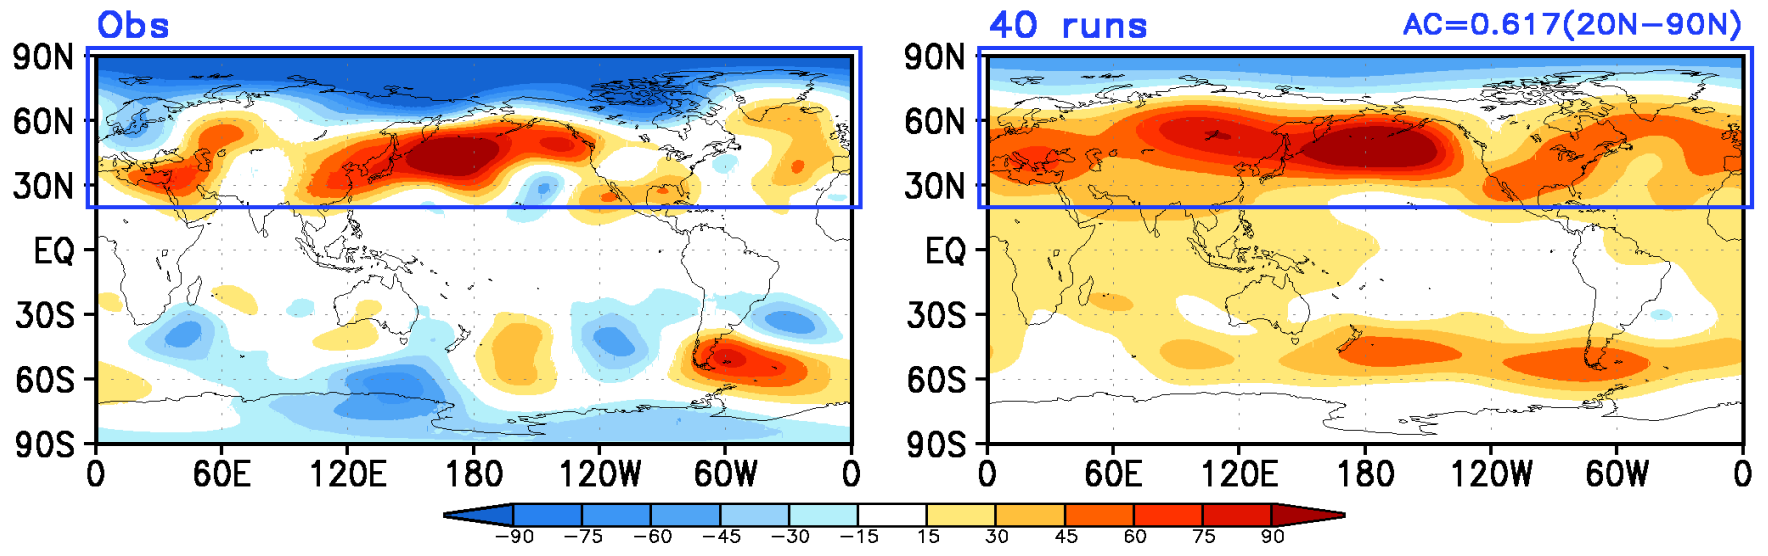 Obs
40 runs
AC=0.617(20N−90N)
90N
60N
30N
EQ
30S
60S
90S
0 60E 120E 180 120W 60W 0
90N
60N
30N
EQ
30S
60S
90S
0 60E 120E 180 120W 60W 0
−90 −75 −60 −45 −30 −15 15 30 45 60 75 90